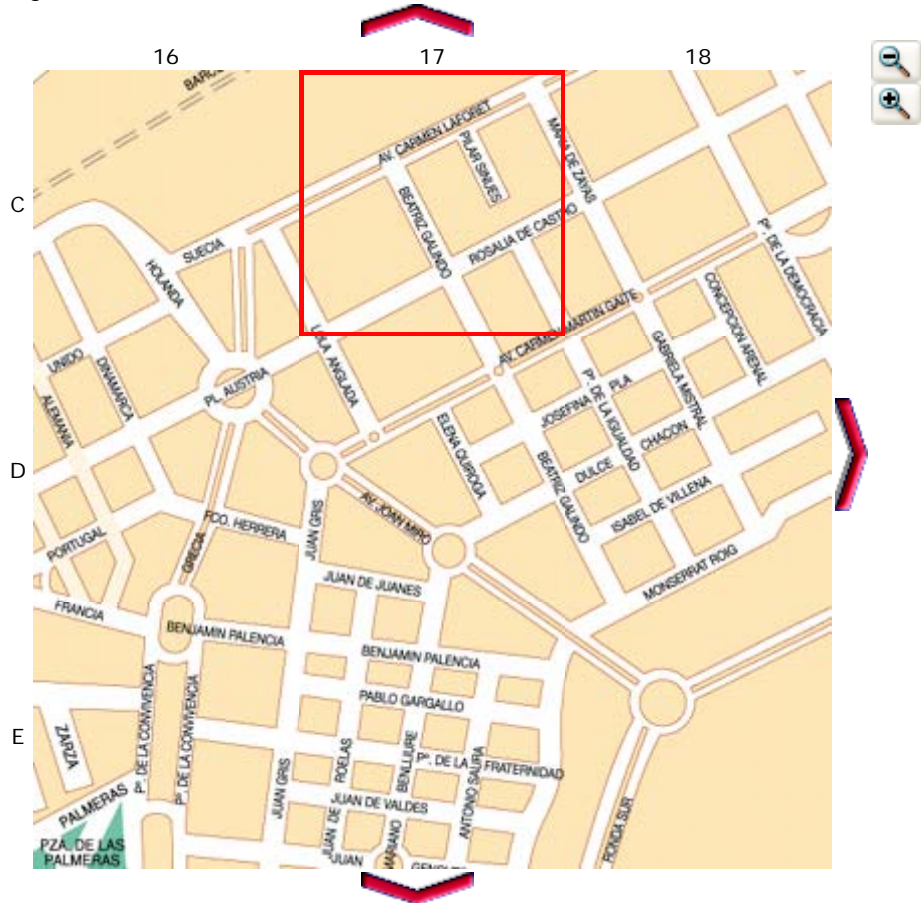 16 17 18
BARC
AV. CARMEN LAFORET
PILAR SINUES
MARIA DE ZAYAS
C
BEATRIZ GALINDO
ROSALIA DE CASTRO
SUECIA
HOLANDA
Pº. DE LA DEMOCRACIA
CONCEPCION ARENAL
AV. CARMEN MARTIN GAITE
LOLA ANGLADA
GABRIELA MISTRAL
UNIDO
DINAMARCA
PL. AUSTRIA
ALEMANIA
JOSEFINA PLA
Pº. DE LA IGUALDAD
ELENA QUIROGA
DULCE CHACON
BEATRIZ GALINDO
D
ISABEL DE VILLENA
AV. JOAN MIRO
FCO. HERRERA
JUAN GRIS
PORTUGAL
GRECIA
MONSERRAT ROIG
JUAN DE JUANES
FRANCIA
BENJAMIN PALENCIA
BENJAMIN PALENCIA
PABLO GARGALLO
Pº. DE LA CONVIVENCIA
Pº. DE LA CONVIVENCIA
E
ZARZA
JUAN GRIS
JUAN DE ROELAS
MARIANO BENLLIURE
ANTONIO SAURA
Pº. DE LA FRATERNIDAD
JUAN DE VALDES
PALMERAS
PZA. DE LAS
PALMERAS
JUAN
RONDA SUR